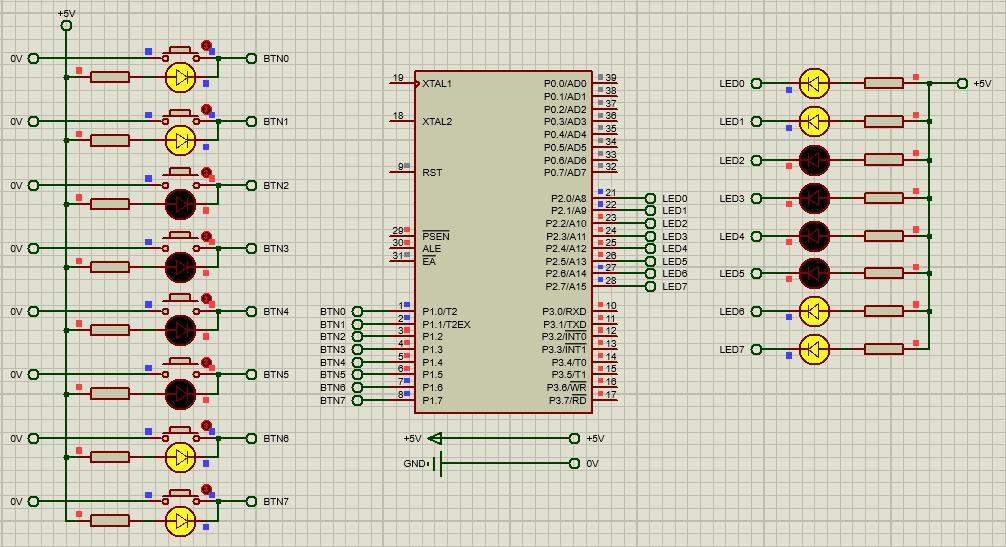 +5V
0V BTN0
0V BTN1
0V BTN2
0V BTN3
0V BTN4
0V BTN5
0V BTN6
0V BTN7
19 XTAL1
18 XTAL2
9 RST
29 PSEN
30 ALE
31 EA
BTN0 1 P1.0/T2
BTN1 2 P1.1/T2EX
BTN2 3 P1.2
BTN3 4 P1.3
BTN4 5 P1.4
BTN5 6 P1.5
BTN6 7 P1.6
BTN7 8 P1.7
P0.0/AD0 39
P0.1/AD1 38
P0.2/AD2 37
P0.3/AD3 36
P0.4/AD4 35
P0.5/AD5 34
P0.6/AD6 33
P0.7/AD7 32
P2.0/A8 21 LED0
P2.1/A9 22 LED1
P2.2/A10 23 LED2
P2.3/A11 24 LED3
P2.4/A12 25 LED4
P2.5/A13 26 LED5
P2.6/A14 27 LED6
P2.7/A15 28 LED7
P3.0/RXD 10
P3.1/TXD 11
P3.2/INT0 12
P3.3/INT1 13
P3.4/T0 14
P3.5/T1 15
P3.6/WR 16
P3.7/RD 17
+5V +5V
GND 0V
LED0 +5V
LED1
LED2
LED3
LED4
LED5
LED6
LED7